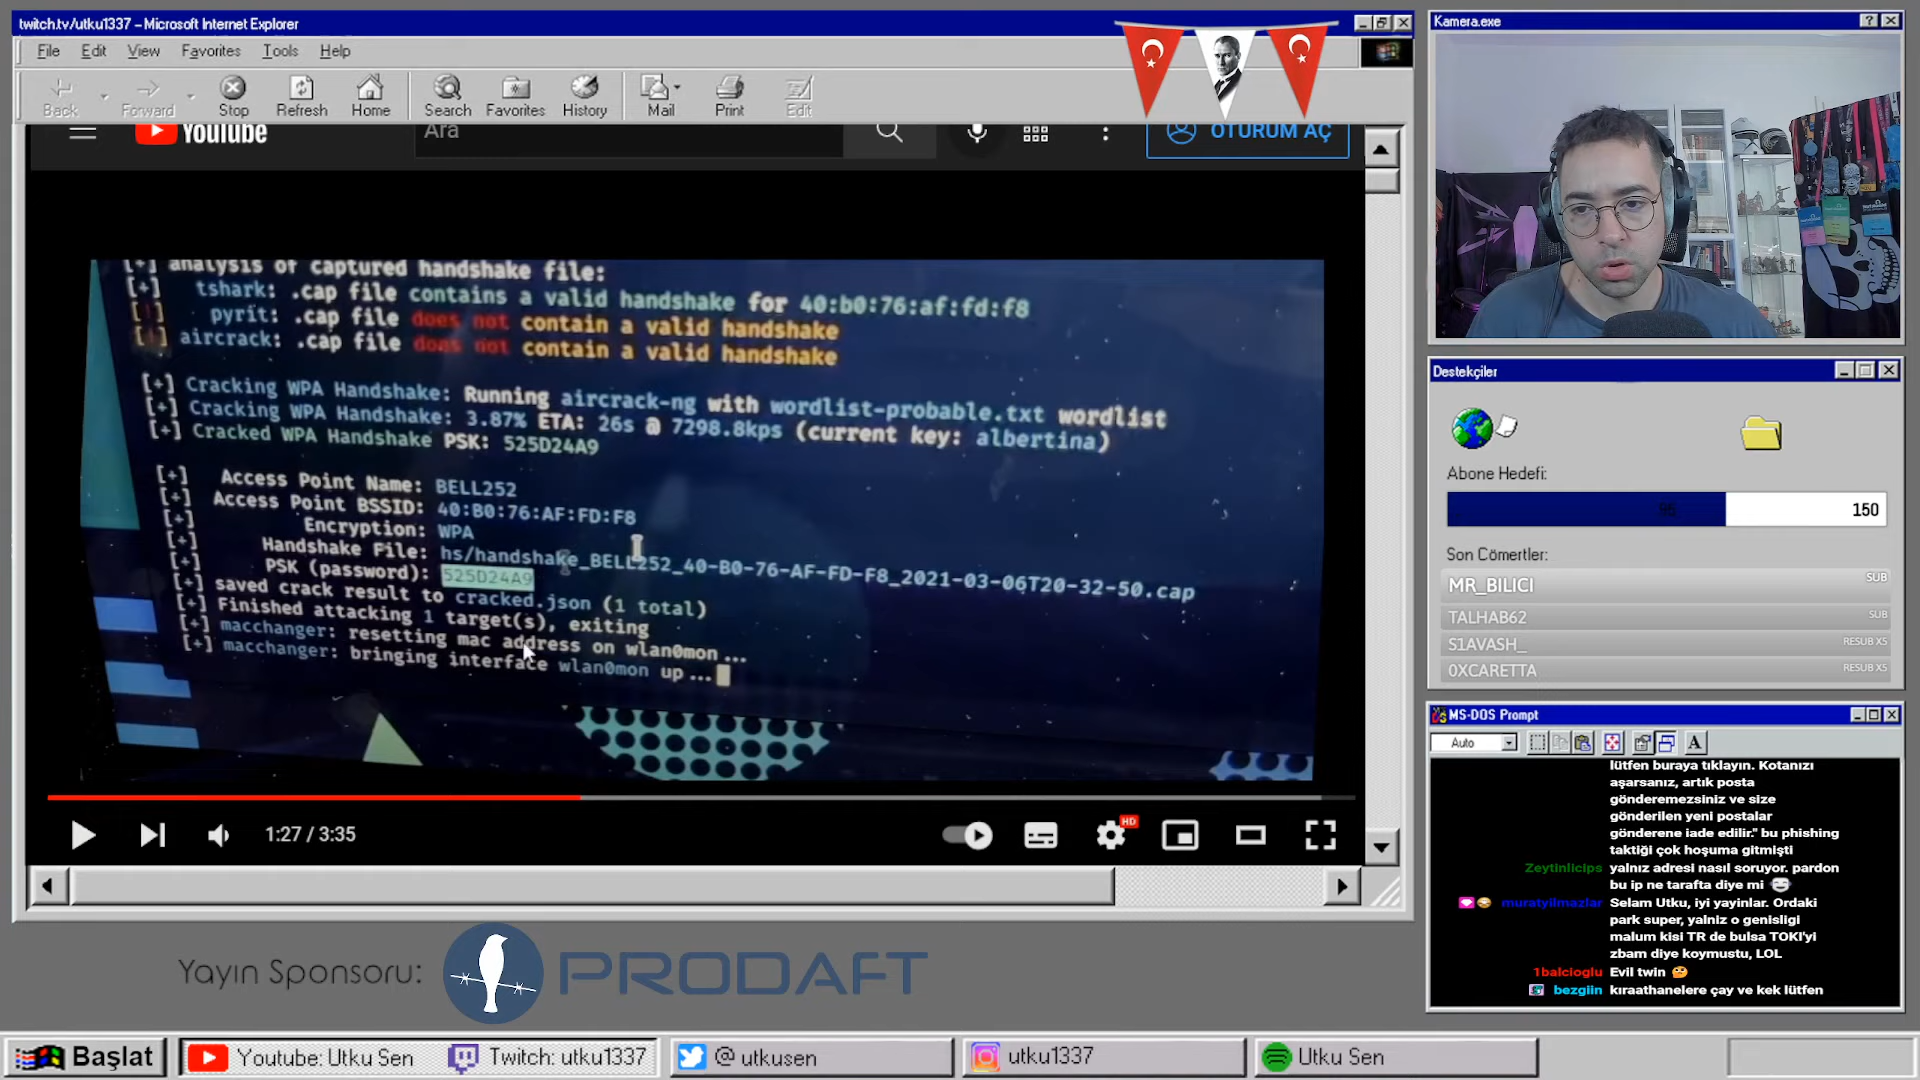 twitch.tv/utku1337 – Microsoft Internet Explorer
File Edit View Favorites Tools Help
Back Forward Stop Refresh Home Search Favorites History Mail Print Edit
YouTube Ara OTURUM AÇ
[+] analysis of captured handshake file:
[+] tshark: .cap file contains a valid handshake for 40:b0:76:af:fd:f8
[!] pyrit: .cap file does not contain a valid handshake
[!] aircrack: .cap file does not contain a valid handshake
[+] Cracking WPA Handshake: Running aircrack-ng with wordlist-probable.txt wordlist
[+] Cracking WPA Handshake: 3.87% ETA: 26s @ 7298.8kps (current key: albertina)
[+] Cracked WPA Handshake PSK: 525D24A9
[+] Access Point Name: BELL252
[+] Access Point BSSID: 40:B0:76:AF:FD:F8
[+] Encryption: WPA
[+] Handshake File: hs/handshake_BELL252_40-B0-76-AF-FD-F8_2021-03-06T20-32-50.cap
[+] PSK (password): 525D24A9
[+] saved crack result to cracked.json (1 total)
[+] Finished attacking 1 target(s), exiting
[+] macchanger: resetting mac address on wlan0mon...
[+] macchanger: bringing interface wlan0mon up...
1:27 / 3:35
HD
Yayın Sponsoru: PRODAFT
Kamera.exe
Destekçiler
Abone Hedefi:
95 150
Son Cömertler:
MR_BILICI SUB
TALHAB62 SUB
S1AVASH_ RESUB X5
0XCARETTA RESUB X5
MS-DOS Prompt
Auto
A
lütfen buraya tıklayın. Kotanızı
aşarsanız, artık posta
gönderemezsiniz ve size
gönderilen yeni postalar
gönderene iade edilir." bu phishing
taktiği çok hoşuma gitmişti
Zeytinlicips yalnız adresi nasıl soruyor. pardon
bu ip ne tarafta diye mi
muratyilmazlar Selam Utku, iyi yayinlar. Ordaki
park super, yalniz o genisligi
malum kisi TR de bulsa TOKI'yi
zbam diye koymustu, LOL
1balcioglu Evil twin
bezgiin kıraathanelere çay ve kek lütfen
Başlat Youtube: Utku Sen Twitch: utku1337 @ utkusen utku1337 Utku Sen